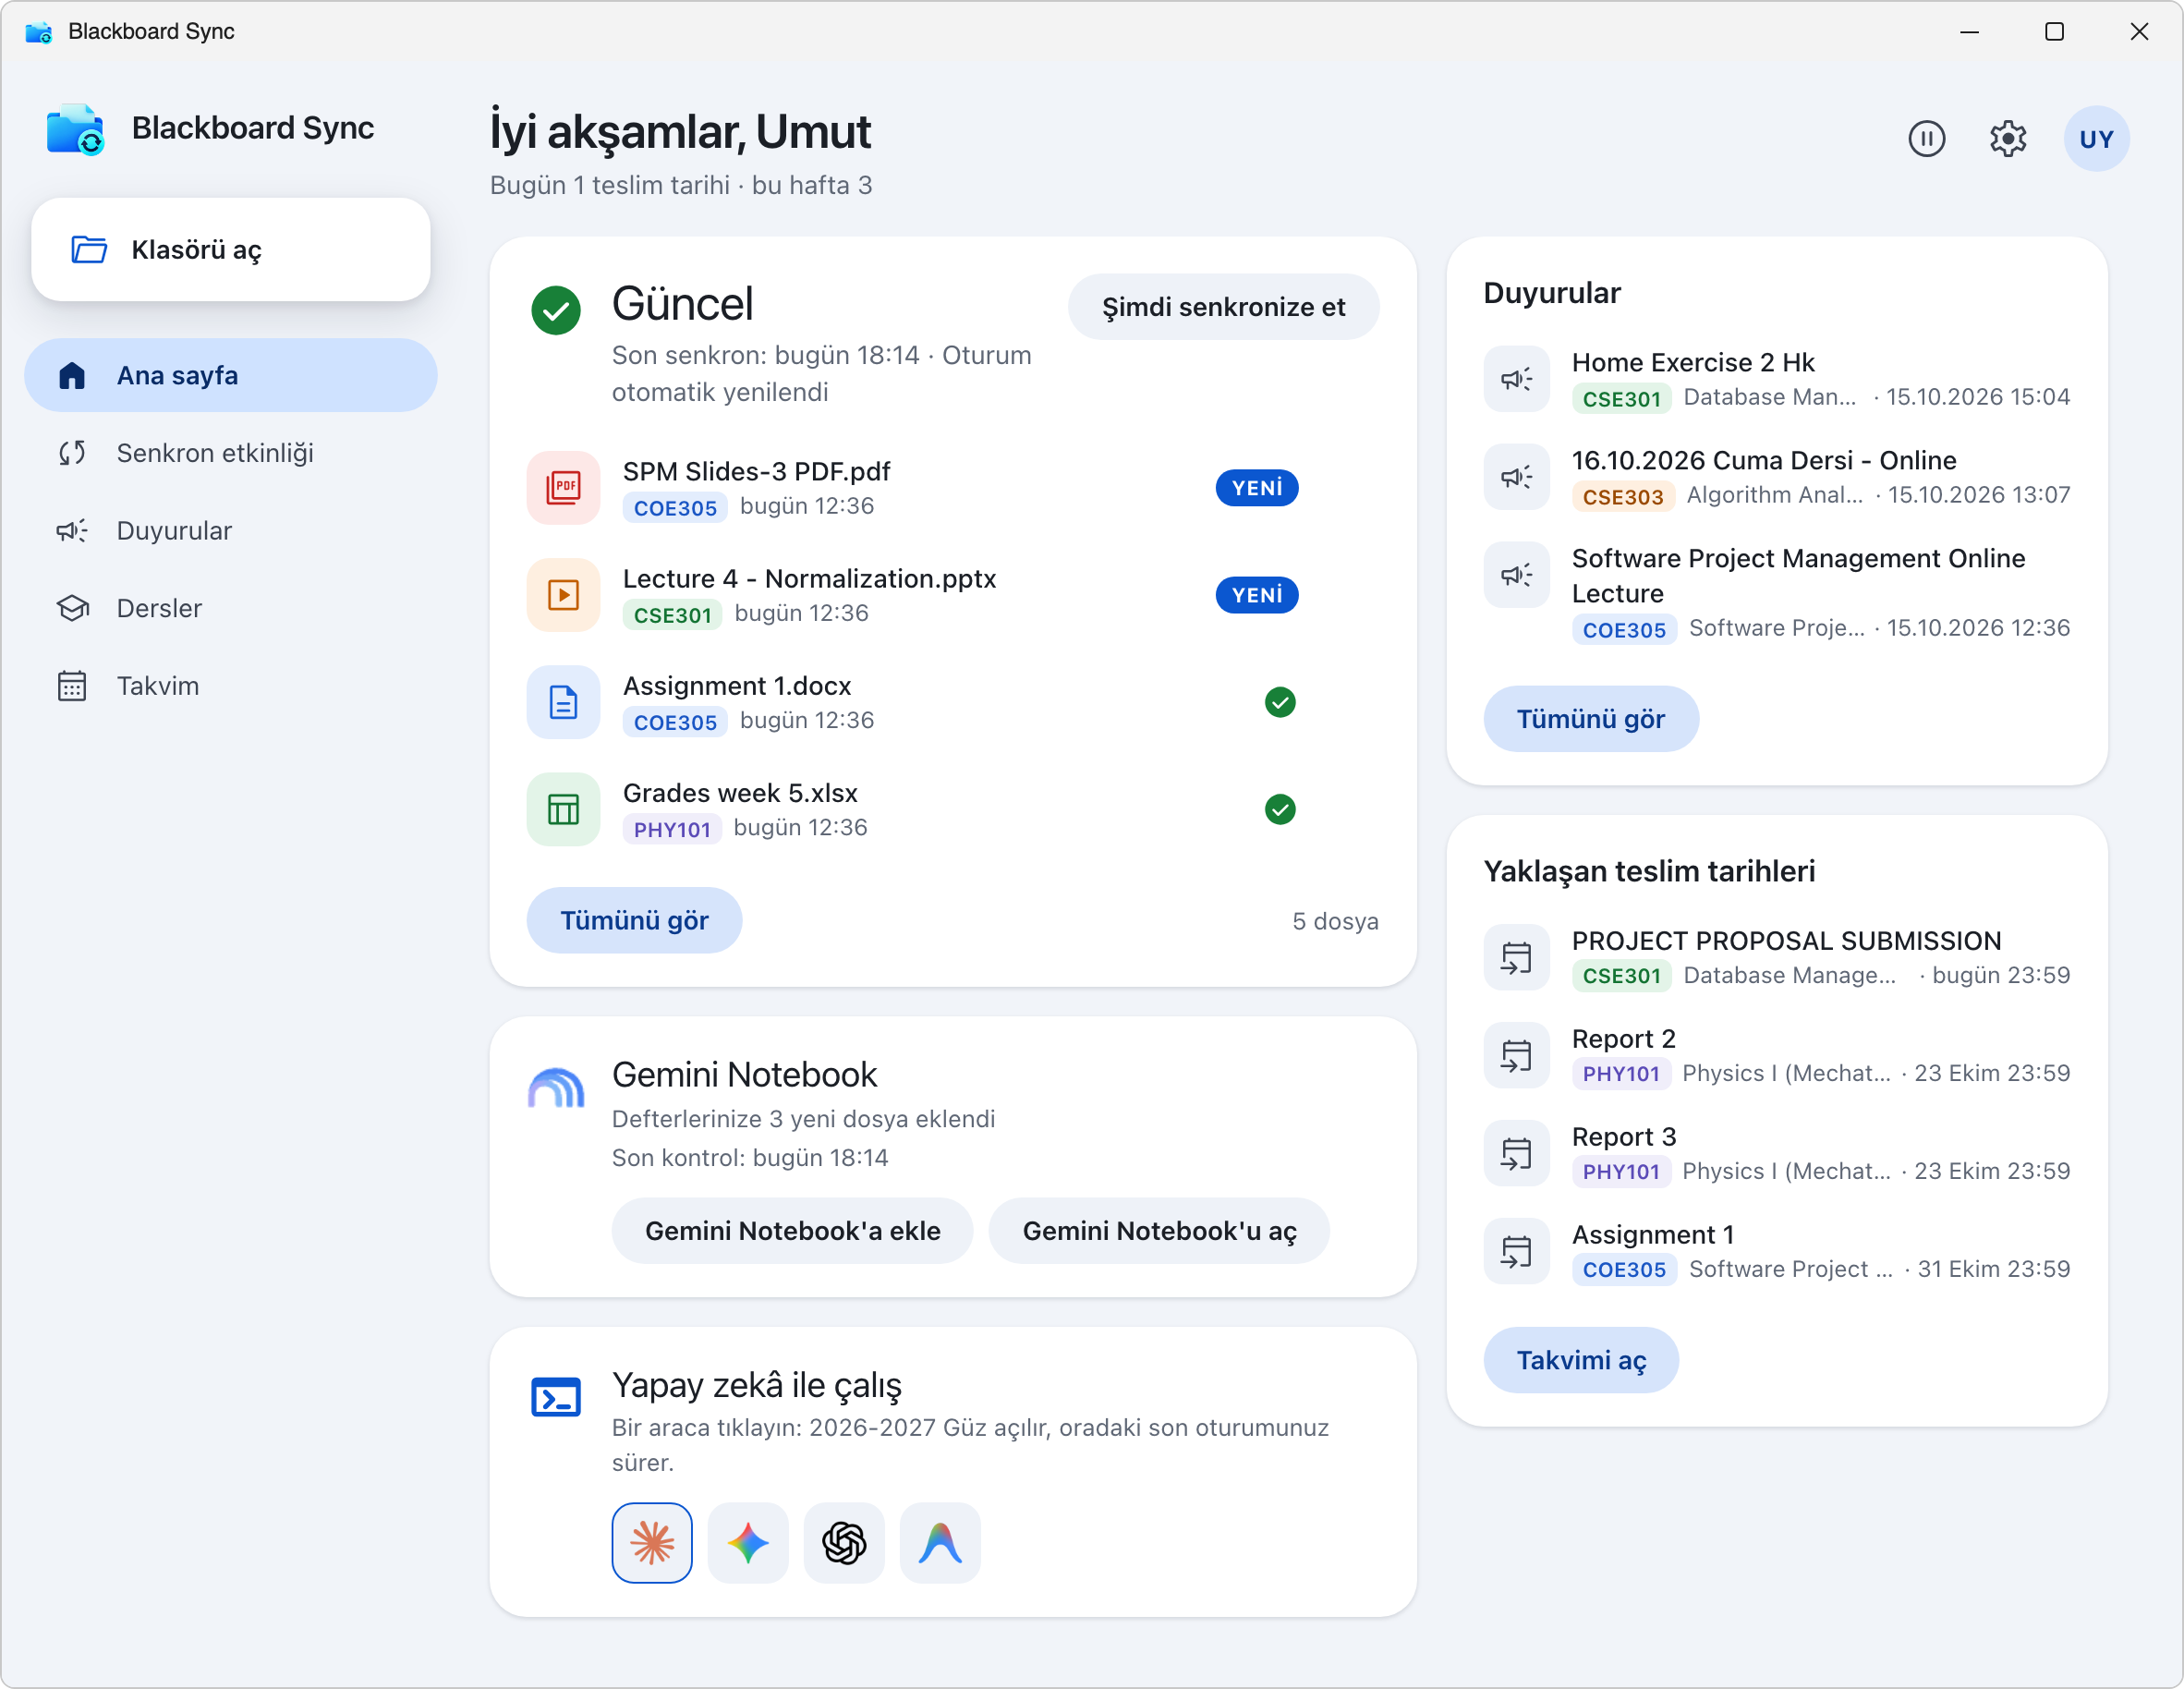 Blackboard Sync
Blackboard Sync
Klasörü aç
Ana sayfa
Senkron etkinliği
Duyurular
Dersler
Takvim
İyi akşamlar, Umut
Bugün 1 teslim tarihi · bu hafta 3
UY
Güncel
Son senkron: bugün 18:14 · Oturum
otomatik yenilendi
Şimdi senkronize et
PDF
SPM Slides-3 PDF.pdf
COE305 bugün 12:36
YENİ
Lecture 4 - Normalization.pptx
CSE301 bugün 12:36
YENİ
Assignment 1.docx
COE305 bugün 12:36
Grades week 5.xlsx
PHY101 bugün 12:36
Tümünü gör
5 dosya
Gemini Notebook
Defterlerinize 3 yeni dosya eklendi
Son kontrol: bugün 18:14
Gemini Notebook'a ekle
Gemini Notebook'u aç
Yapay zekâ ile çalış
Bir araca tıklayın: 2026-2027 Güz açılır, oradaki son oturumunuz
sürer.
Duyurular
Home Exercise 2 Hk
CSE301 Database Man... · 15.10.2026 15:04
16.10.2026 Cuma Dersi - Online
CSE303 Algorithm Anal... · 15.10.2026 13:07
Software Project Management Online
Lecture
COE305 Software Proje... · 15.10.2026 12:36
Tümünü gör
Yaklaşan teslim tarihleri
PROJECT PROPOSAL SUBMISSION
CSE301 Database Manage... · bugün 23:59
Report 2
PHY101 Physics I (Mechat... · 23 Ekim 23:59
Report 3
PHY101 Physics I (Mechat... · 23 Ekim 23:59
Assignment 1
COE305 Software Project ... · 31 Ekim 23:59
Takvimi aç